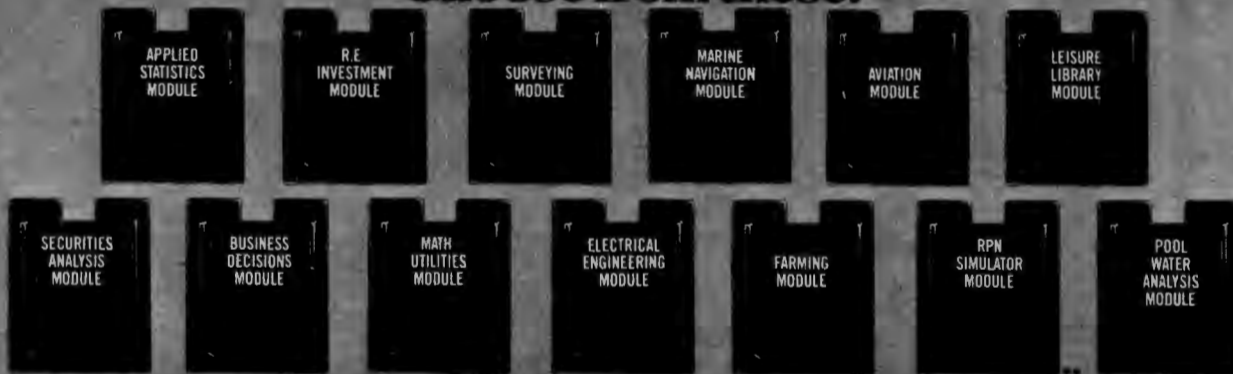 APPLIED
STATISTICS
MODULE
R.E
INVESTMENT
MODULE
SURVEYING
MODULE
MARINE
NAVIGATION
MODULE
AVIATION
MODULE
LEISURE
LIBRARY
MODULE
SECURITIES
ANALYSIS
MODULE
BUSINESS
DECISIONS
MODULE
MATH
UTILITIES
MODULE
ELECTRICAL
ENGINEERING
MODULE
FARMING
MODULE
RPN
SIMULATOR
MODULE
POOL
WATER
ANALYSIS
MODULE